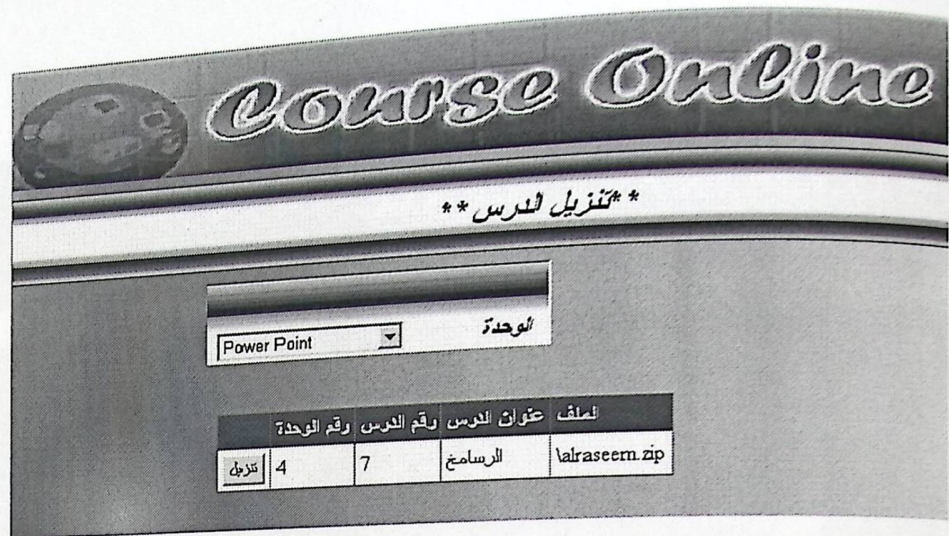 Course OnLine
**تنزيل الدرس**
الوحدة
Power Point
الملف عنوان الدرس رقم الدرس رقم الوحدة
\alraseem.zip الرسامخ 7 4 تنزيل